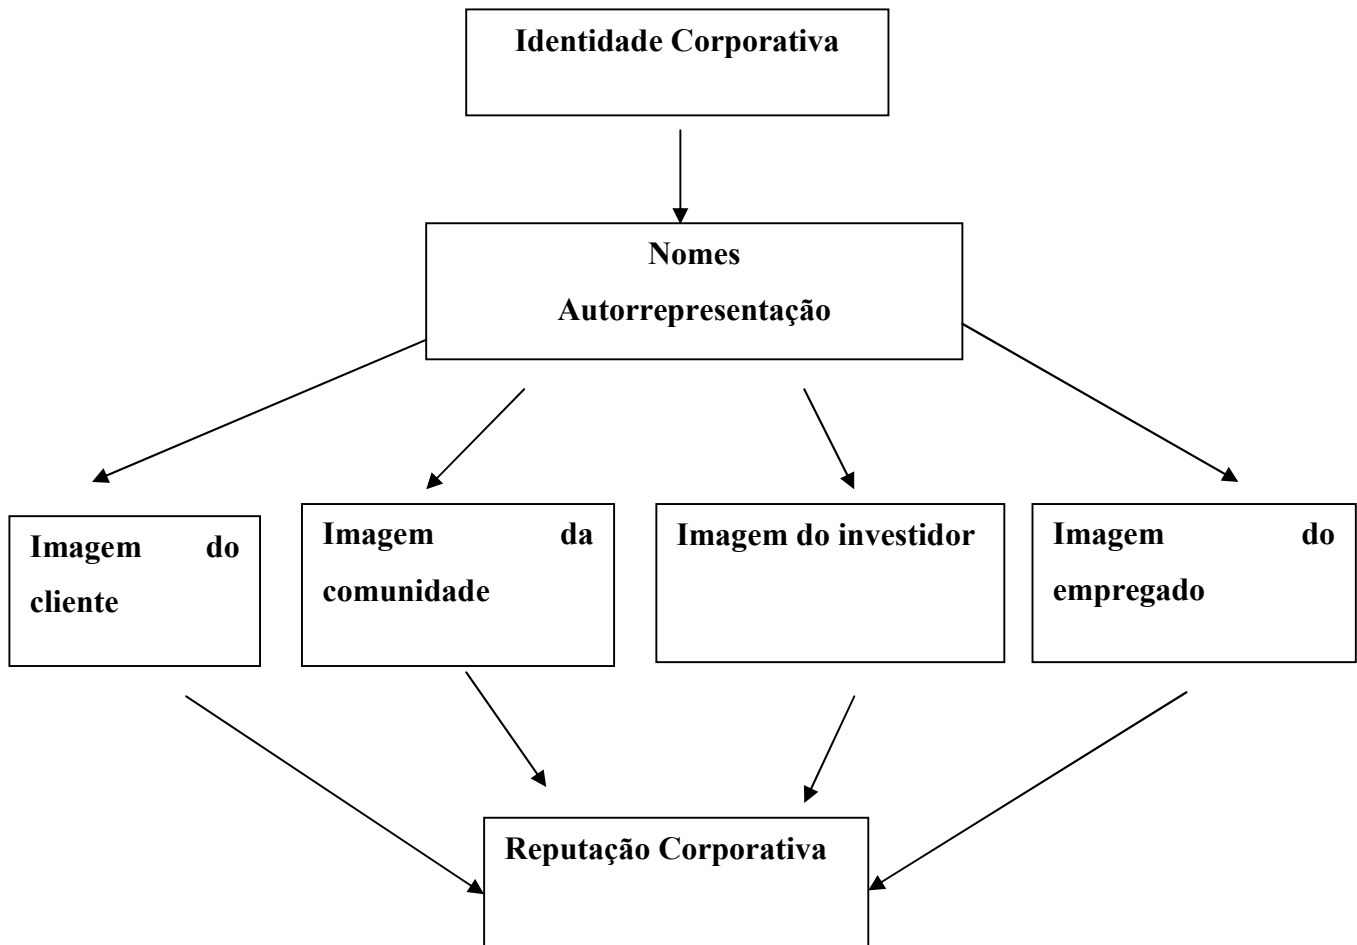 Identidade Corporativa
Nomes
Autorrepresentação
Imagem do
cliente
Imagem da
comunidade
Imagem do investidor
Imagem do
empregado
Reputação Corporativa